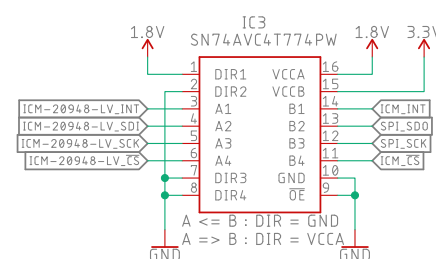 IC3
1.8V 1.8V 3.3V
SN74AVC4T774PW
1 DIR1 VCCA 16
2 DIR2 VCCB 15
ICM-20948-LV_INT 3 A1 B1 14 ICM_INT
ICM-20948-LV_SDI 4 A2 B2 13 SPI_SDO
ICM-20948-LV_SCK 5 A3 B3 12 SPI_SCK
ICM-20948-LV_C̅S̅ 6 A4 B4 11 ICM_C̅S̅
7 DIR3 GND 10
8 DIR4 O̅E̅ 9
A <= B : DIR = GND
A => B : DIR = VCCA
GND GND